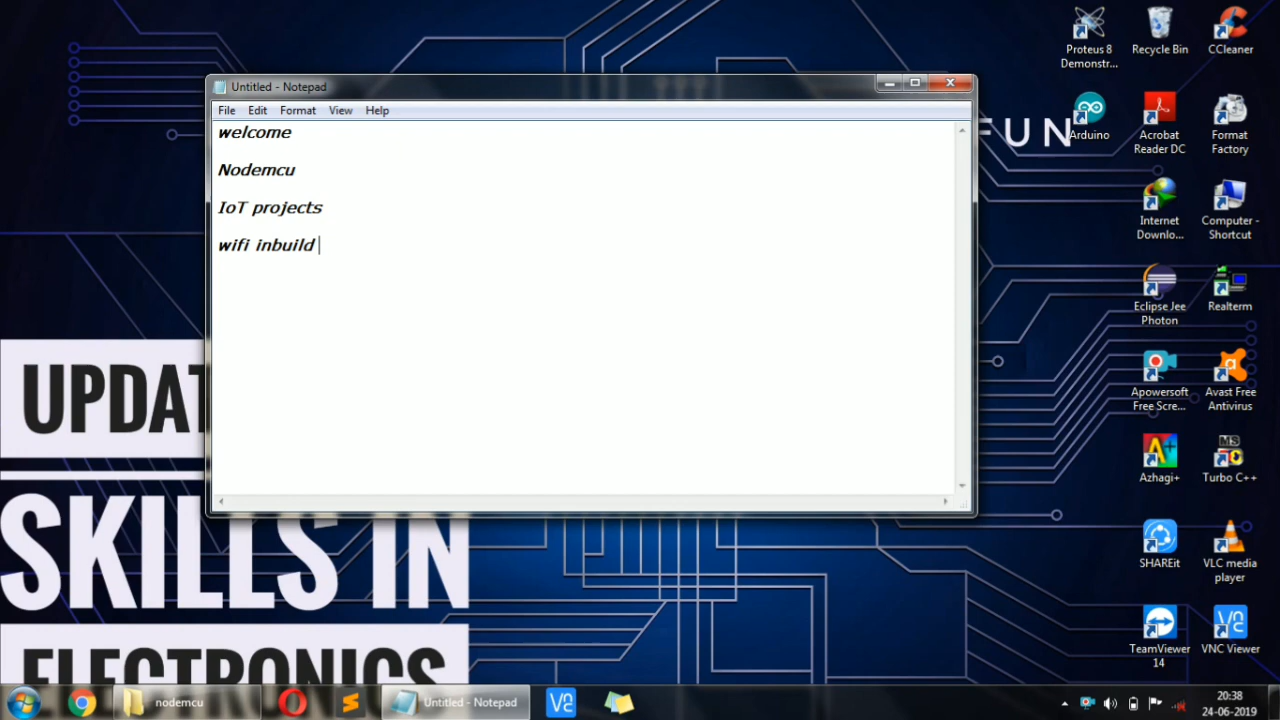 Untitled - Notepad
File Edit Format View Help
welcome
Nodemcu
IoT projects
wifi inbuild
FUN
UPDAT
SKILLS IN
ELECTRONICS
Proteus 8
Demonstr...
Recycle Bin
CCleaner
Arduino
Acrobat
Reader DC
Format
Factory
Internet
Downlo...
Computer -
Shortcut
Eclipse Jee
Photon
Realterm
Apowersoft
Free Scre...
Avast Free
Antivirus
Azhagi+
MS
Turbo C++
SHAREit
VLC media
player
TeamViewer
14
VNC Viewer
nodemcu
Untitled - Notepad
20:38
24-06-2019